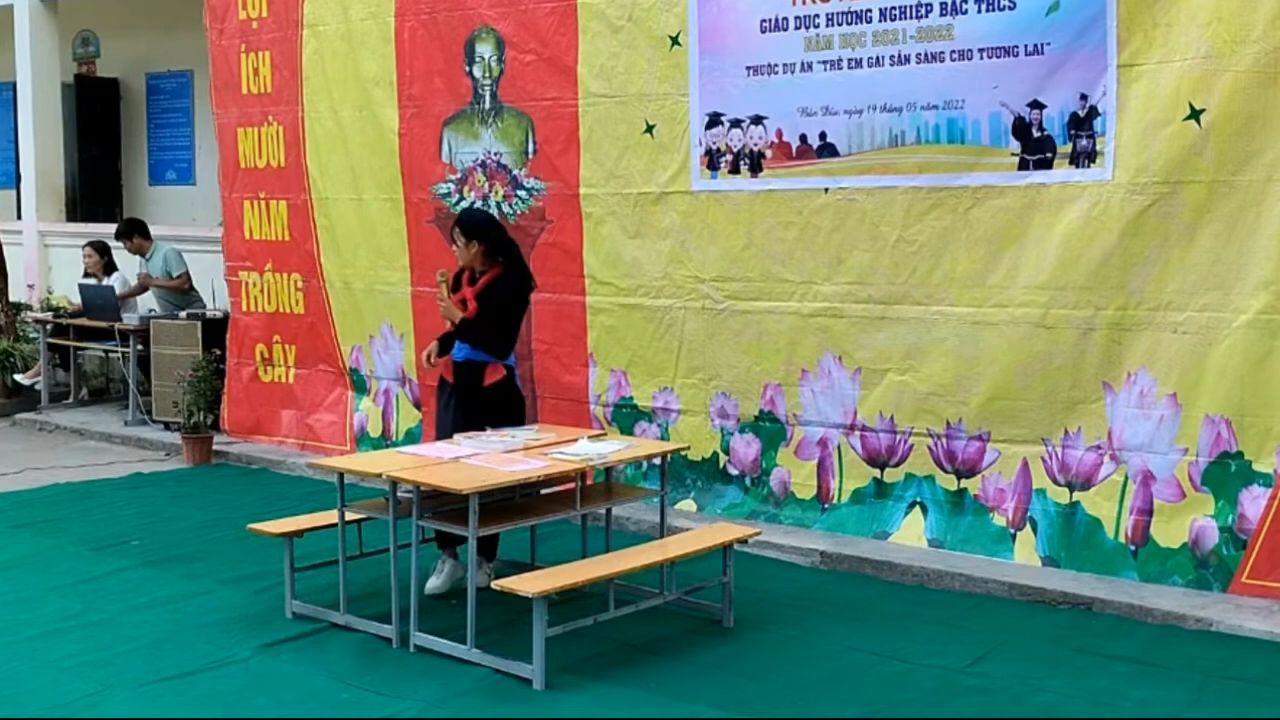 LỢI
ÍCH
MƯỜI
NĂM
TRỒNG
CÂY
GIÁO DỤC HƯỚNG NGHIỆP BẬC THCS
NĂM HỌC 2021-2022
THUỘC DỰ ÁN "TRẺ EM GÁI SẴN SÀNG CHO TƯƠNG LAI"
ngày 19 tháng 05 năm 2022